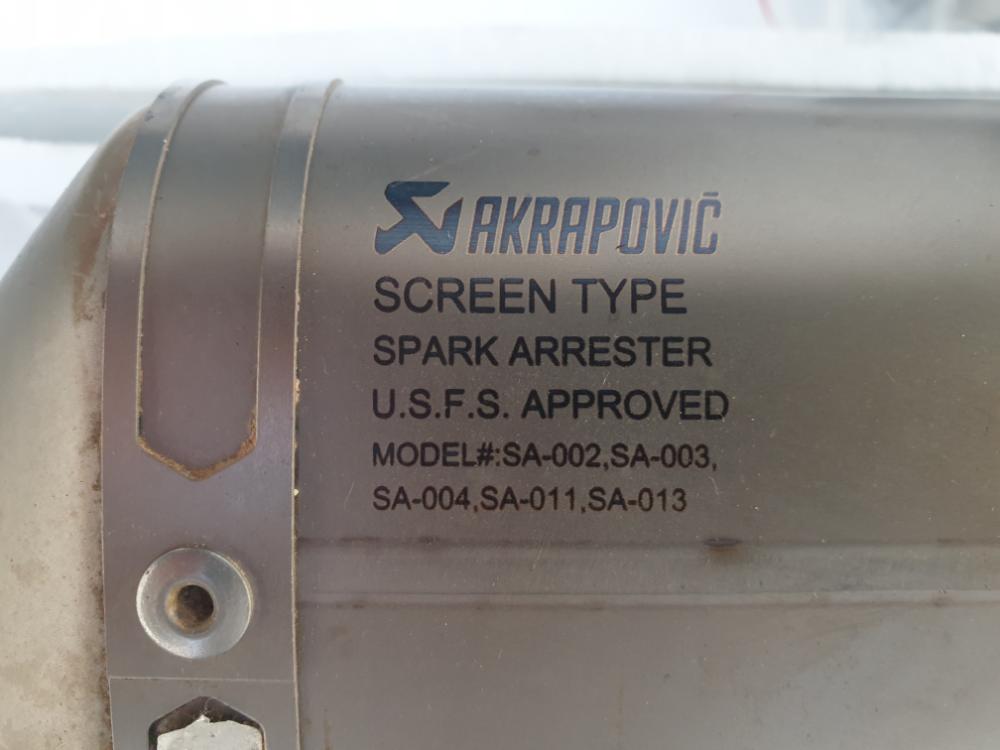 AKRAPOVIČ
SCREEN TYPE
SPARK ARRESTER
U.S.F.S. APPROVED
MODEL#:SA-002,SA-003,
SA-004,SA-011,SA-013